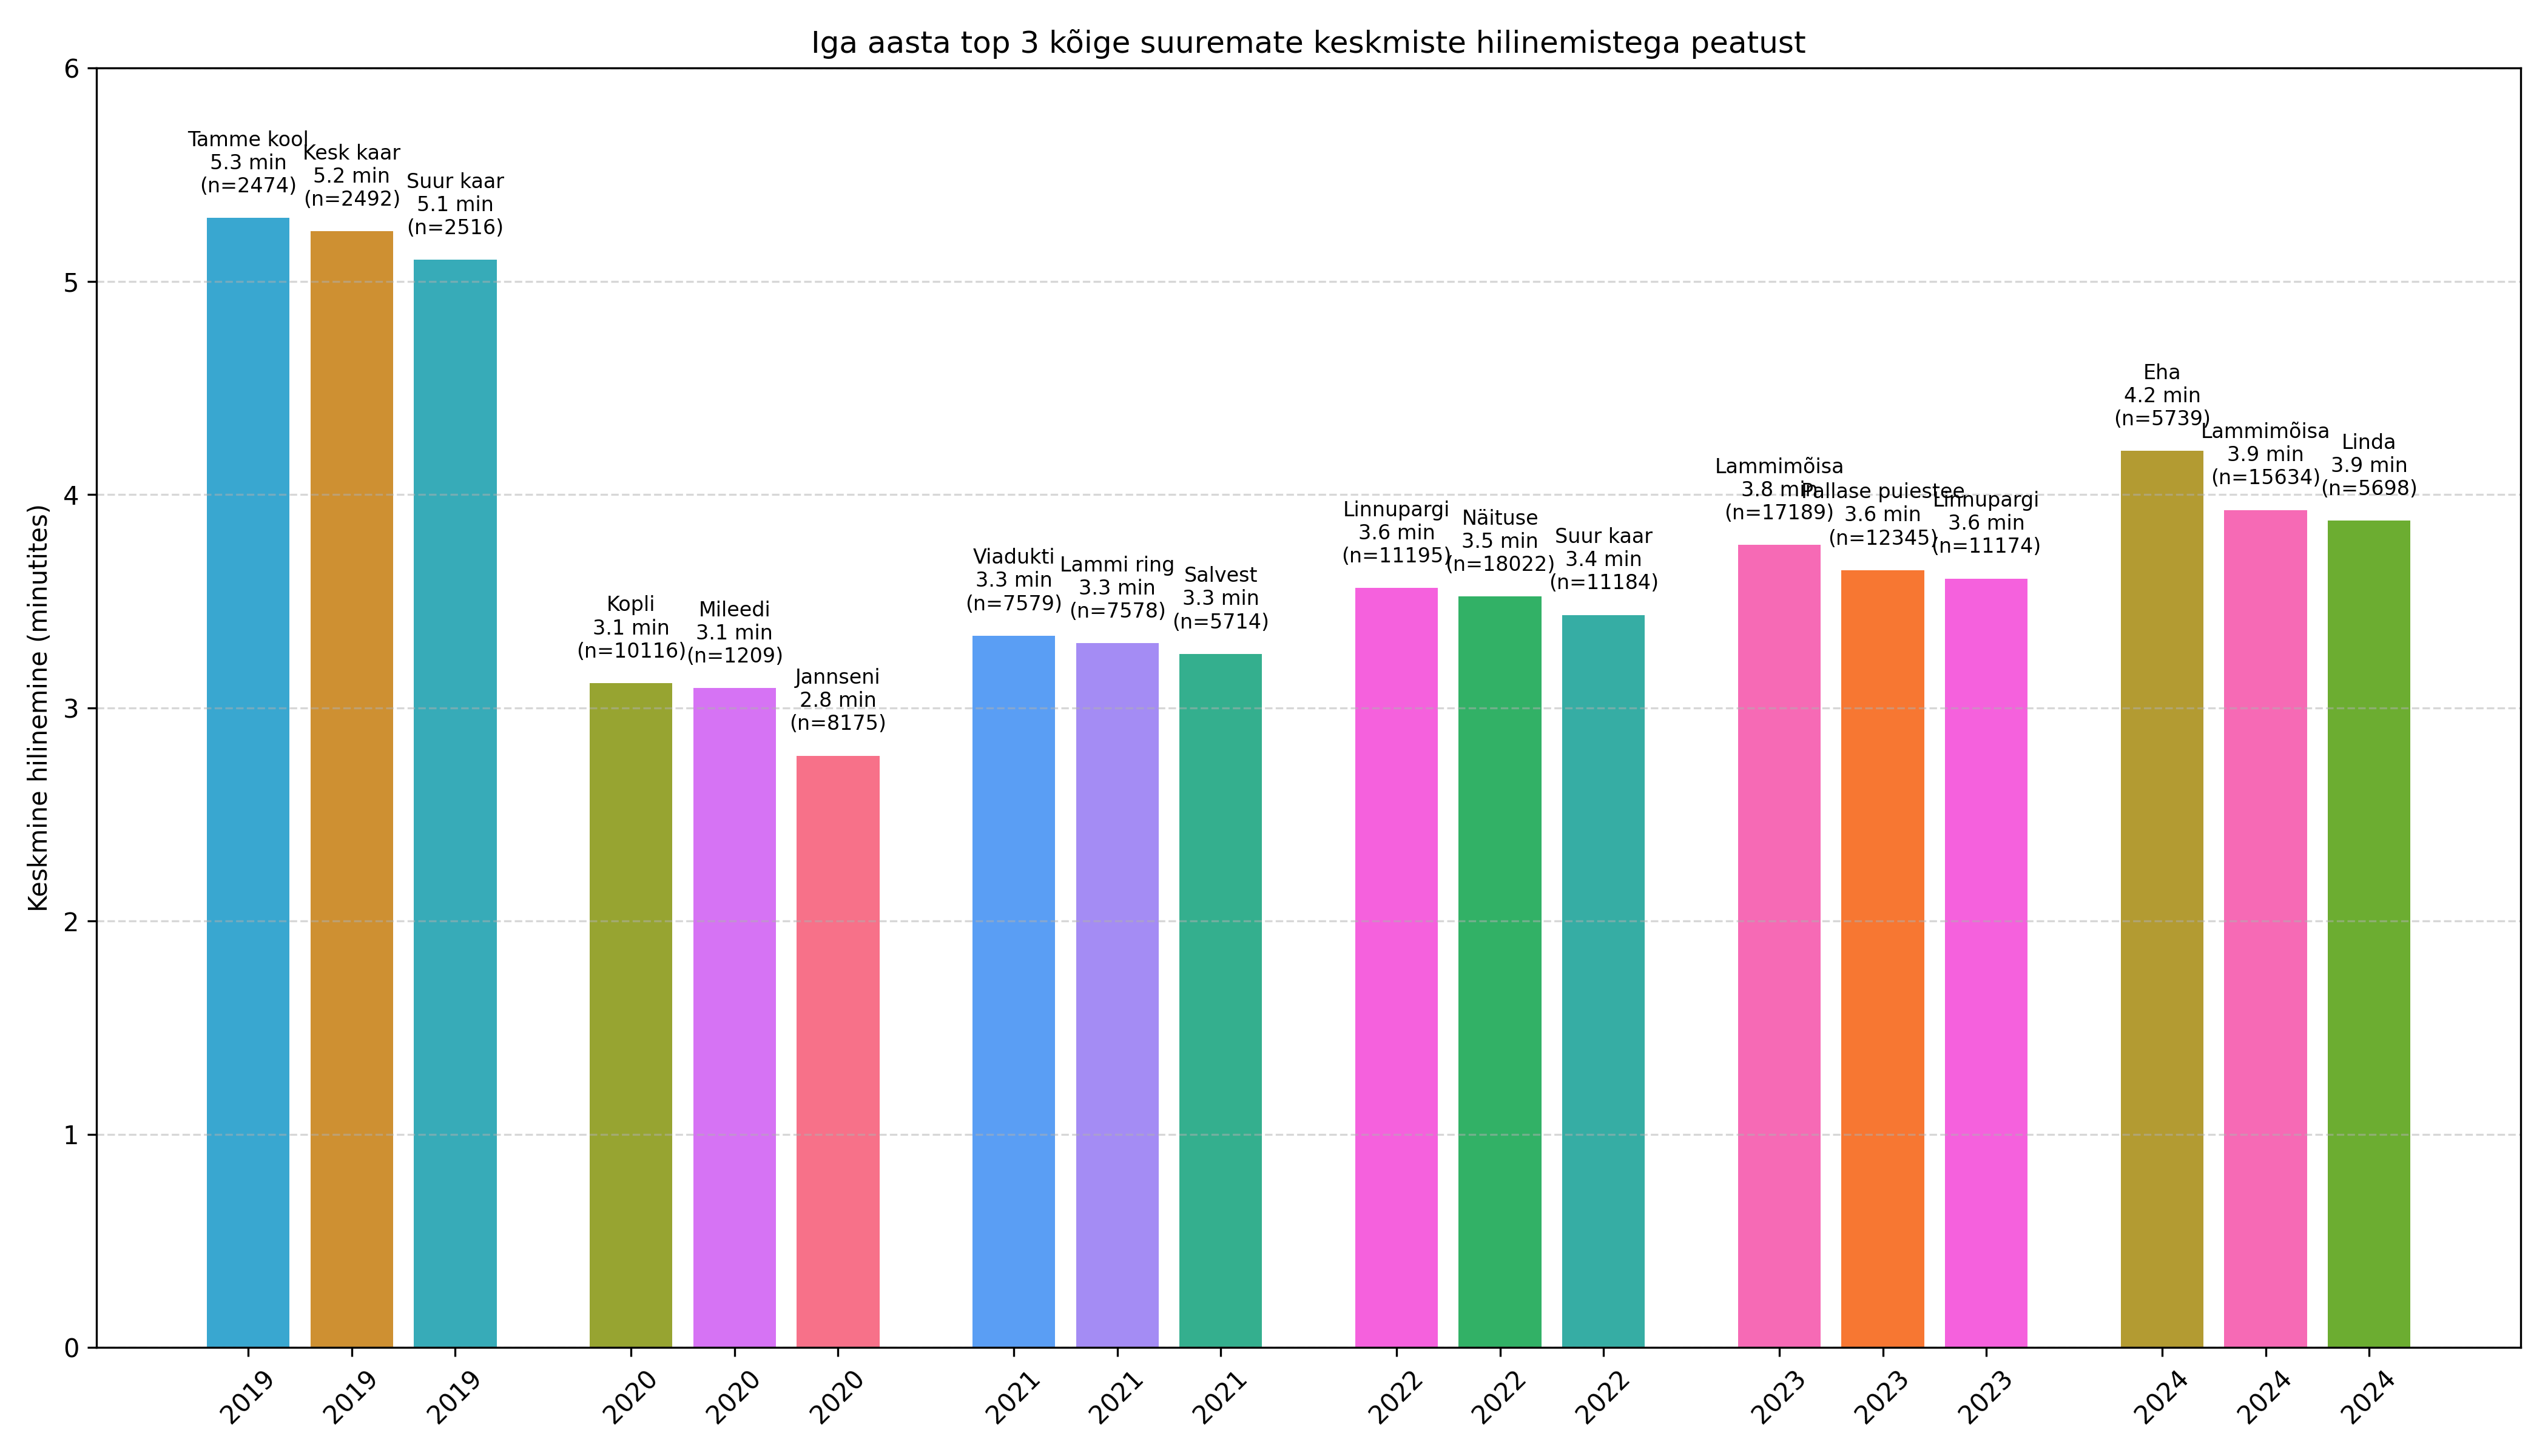 Iga aasta top 3 kõige suuremate keskmiste hilinemistega peatust
Keskmine hilinemine (minutites)
6
5
4
3
2
1
0
Tamme kool
5.3 min
(n=2474)
Kesk kaar
5.2 min
(n=2492)
Suur kaar
5.1 min
(n=2516)
Kopli
3.1 min
(n=10116)
Mileedi
3.1 min
(n=1209)
Jannseni
2.8 min
(n=8175)
Viadukti
3.3 min
(n=7579)
Lammi ring
3.3 min
(n=7578)
Salvest
3.3 min
(n=5714)
Linnupargi
3.6 min
(n=11195)
Näituse
3.5 min
(n=18022)
Suur kaar
3.4 min
(n=11184)
Lammimõisa
3.8 min
(n=17189)
Pallase puiestee
3.6 min
(n=12345)
Linnupargi
3.6 min
(n=11174)
Eha
4.2 min
(n=5739)
Lammimõisa
3.9 min
(n=15634)
Linda
3.9 min
(n=5698)
2019
2019
2019
2020
2020
2020
2021
2021
2021
2022
2022
2022
2023
2023
2023
2024
2024
2024